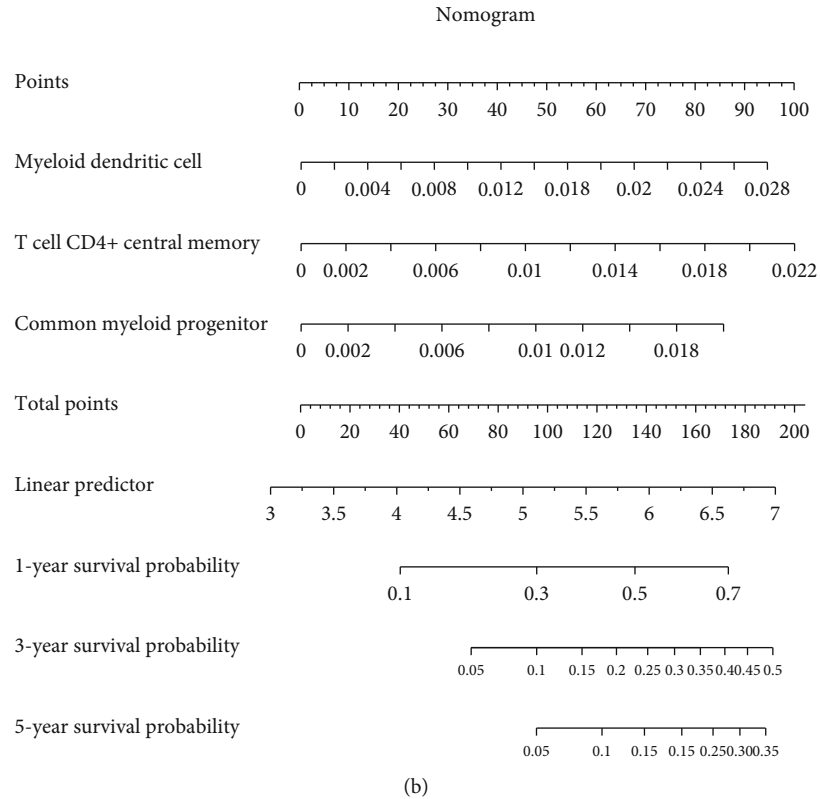 Nomogram
Points
0 10 20 30 40 50 60 70 80 90 100
Myeloid dendritic cell
0 0.004 0.008 0.012 0.018 0.02 0.024 0.028
T cell CD4+ central memory
0 0.002 0.006 0.01 0.014 0.018 0.022
Common myeloid progenitor
0 0.002 0.006 0.01 0.012 0.018
Total points
0 20 40 60 80 100 120 140 160 180 200
Linear predictor
3 3.5 4 4.5 5 5.5 6 6.5 7
1-year survival probability
0.1 0.3 0.5 0.7
3-year survival probability
0.05 0.1 0.15 0.2 0.25 0.3 0.35 0.40 0.45 0.5
5-year survival probability
0.05 0.1 0.15 0.15 0.25 0.30 0.35
(b)